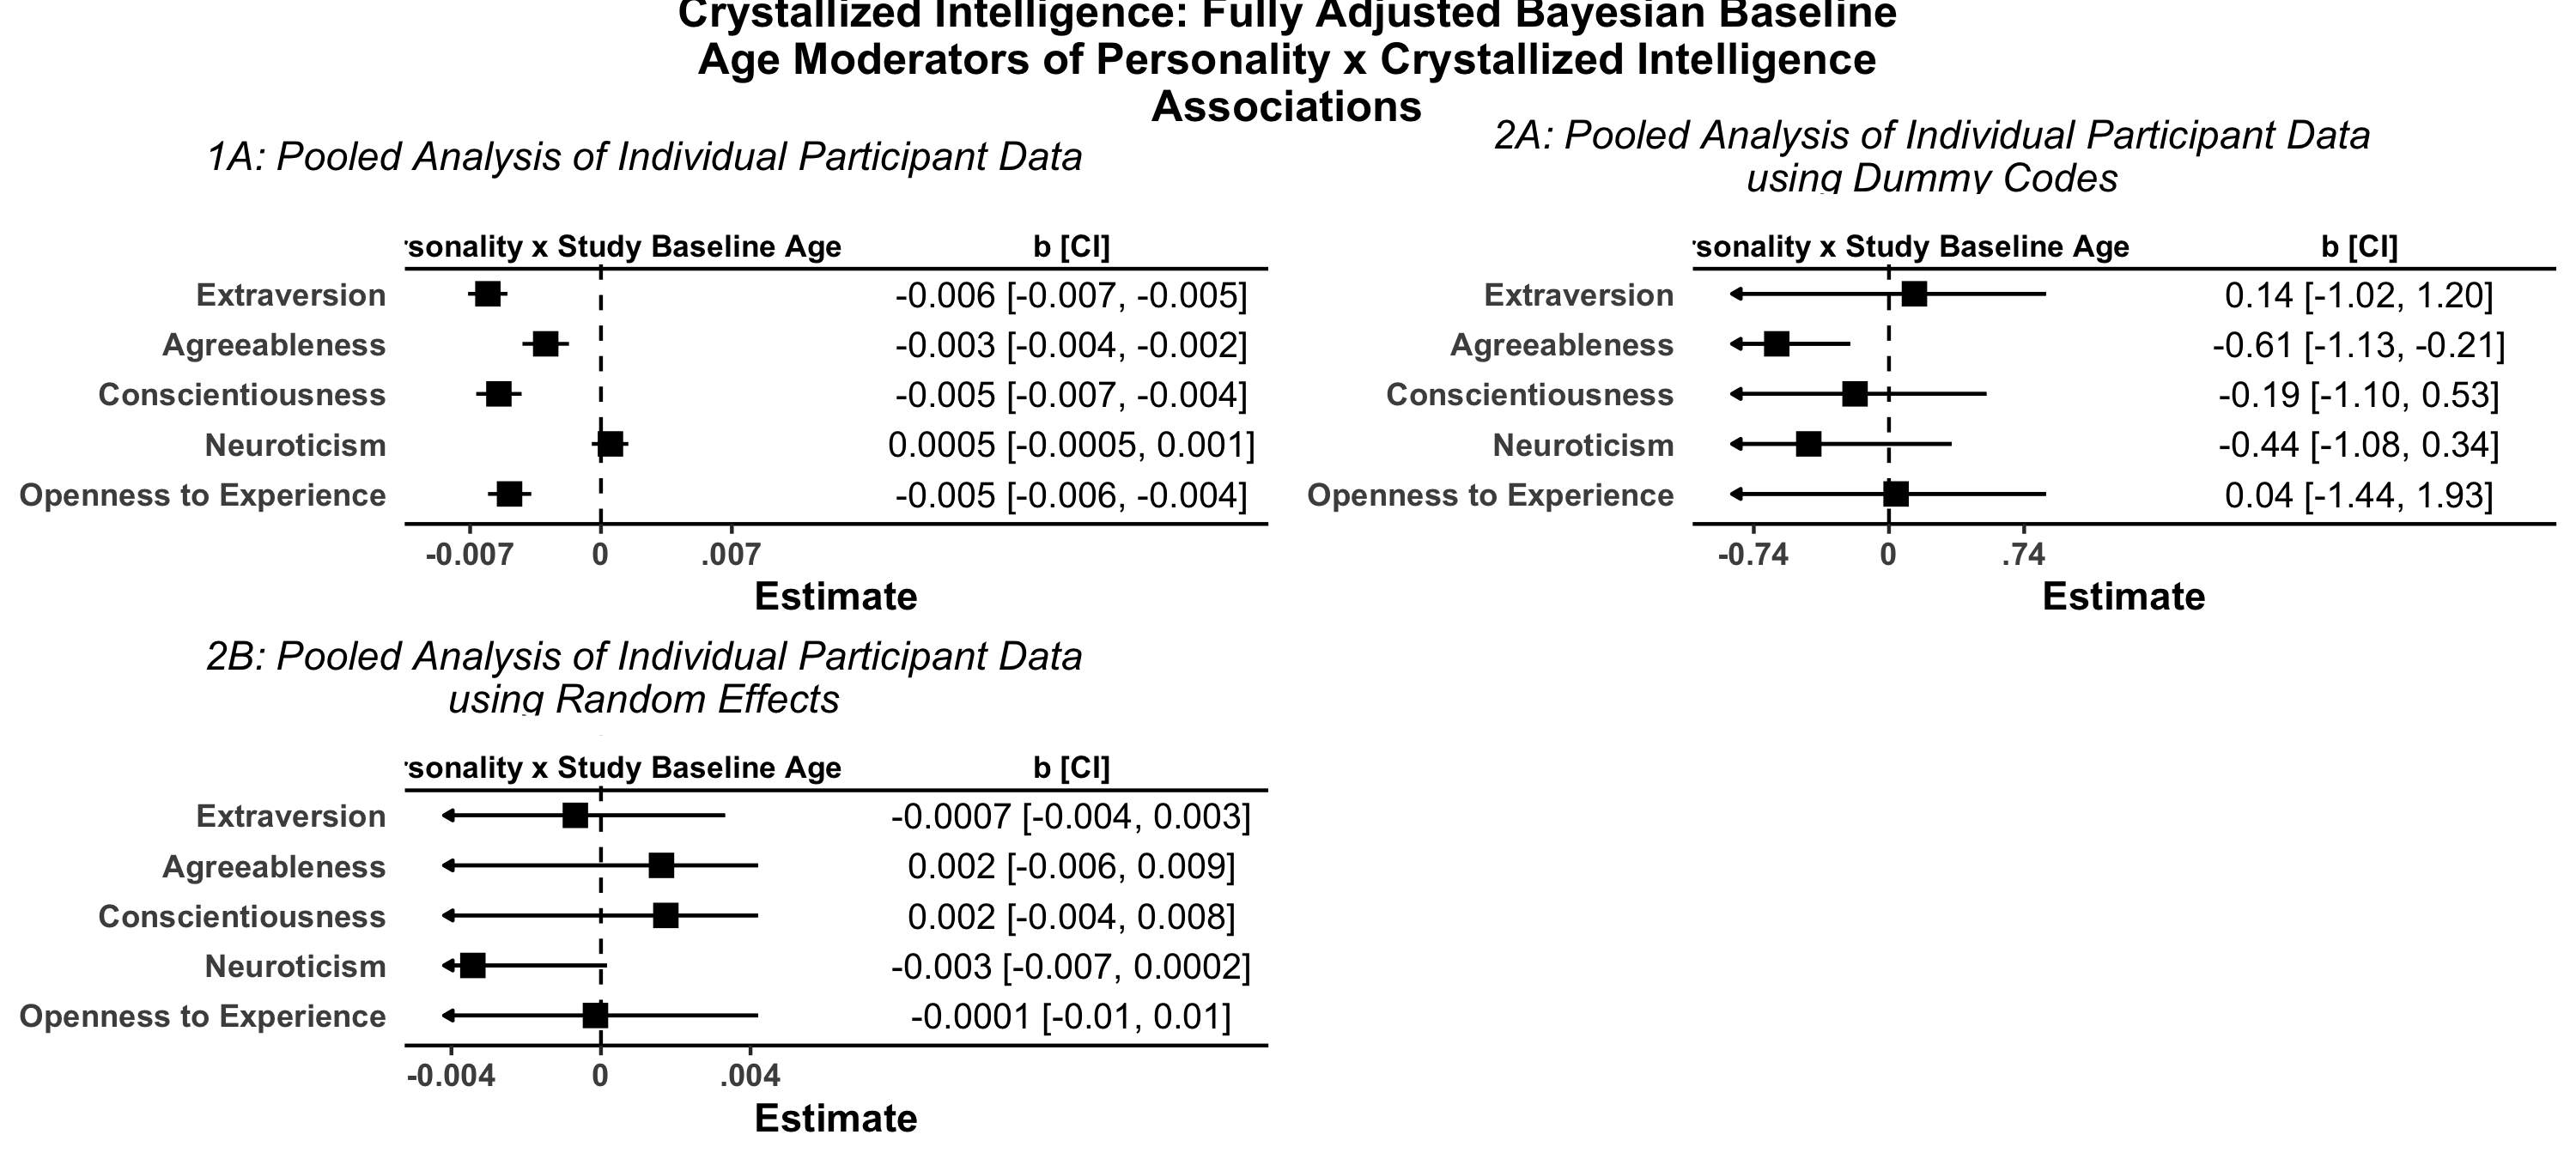 Crystallized Intelligence: Fully Adjusted Bayesian Baseline
Age Moderators of Personality x Crystallized Intelligence
Associations
1A: Pooled Analysis of Individual Participant Data
sonality x Study Baseline Age b [CI]
Extraversion -0.006 [-0.007, -0.005]
Agreeableness -0.003 [-0.004, -0.002]
Conscientiousness -0.005 [-0.007, -0.004]
Neuroticism 0.0005 [-0.0005, 0.001]
Openness to Experience -0.005 [-0.006, -0.004]
-0.007 0 .007
Estimate
2A: Pooled Analysis of Individual Participant Data
using Dummy Codes
sonality x Study Baseline Age b [CI]
Extraversion 0.14 [-1.02, 1.20]
Agreeableness -0.61 [-1.13, -0.21]
Conscientiousness -0.19 [-1.10, 0.53]
Neuroticism -0.44 [-1.08, 0.34]
Openness to Experience 0.04 [-1.44, 1.93]
-0.74 0 .74
Estimate
2B: Pooled Analysis of Individual Participant Data
using Random Effects
sonality x Study Baseline Age b [CI]
Extraversion -0.0007 [-0.004, 0.003]
Agreeableness 0.002 [-0.006, 0.009]
Conscientiousness 0.002 [-0.004, 0.008]
Neuroticism -0.003 [-0.007, 0.0002]
Openness to Experience -0.0001 [-0.01, 0.01]
-0.004 0 .004
Estimate